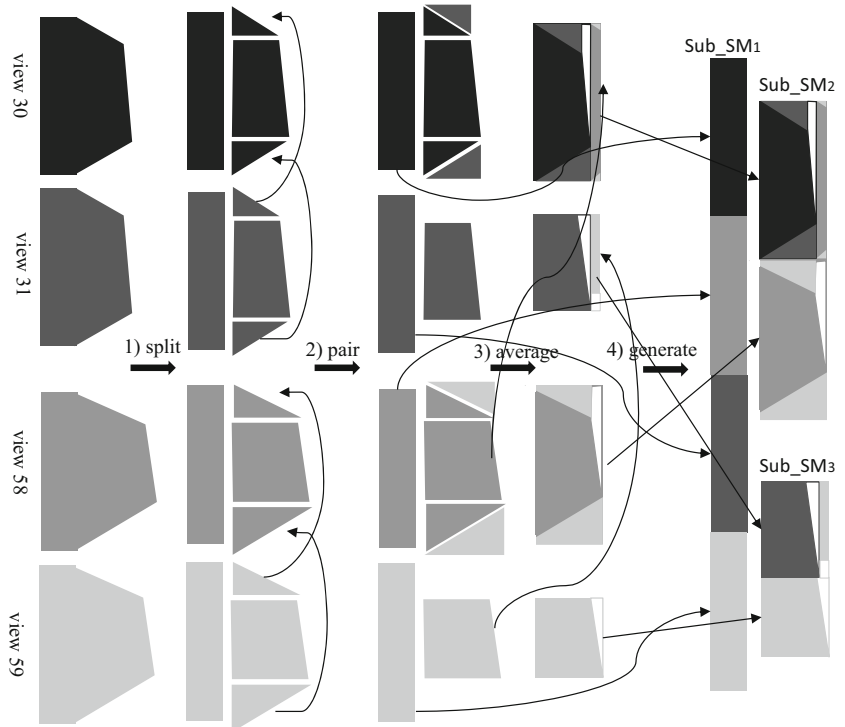 view 30
view 31
view 58
view 59
1) split
2) pair
3) average
4) generate
Sub_SM1
Sub_SM2
Sub_SM3